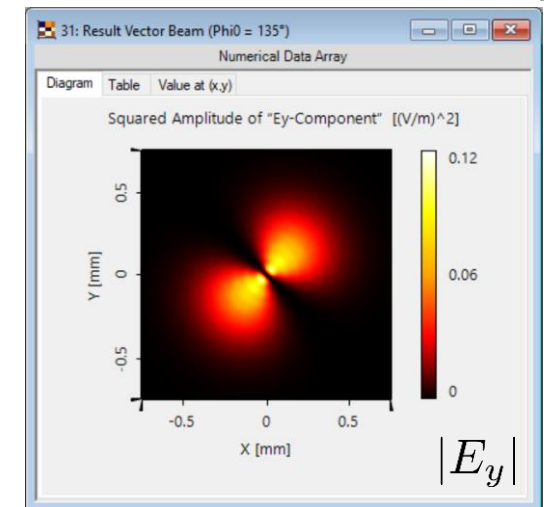 31: Result Vector Beam (Phi0 = 135°)
Numerical Data Array
Diagram Table Value at (x,y)
Squared Amplitude of "Ey-Component" [(V/m)^2]
0.12
0.06
0
0.5
0
-0.5
Y [mm]
-0.5 0 0.5
X [mm]
|E_y|